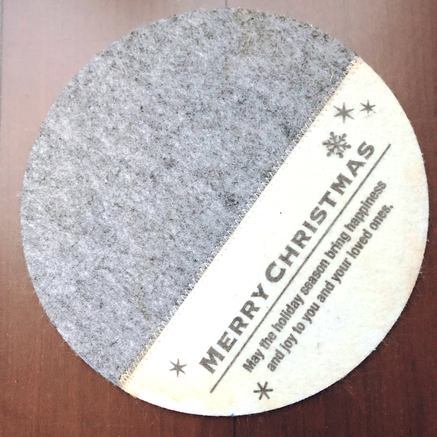 MERRY CHRISTMAS
May the holiday season bring happiness
and joy to you and your loved ones.